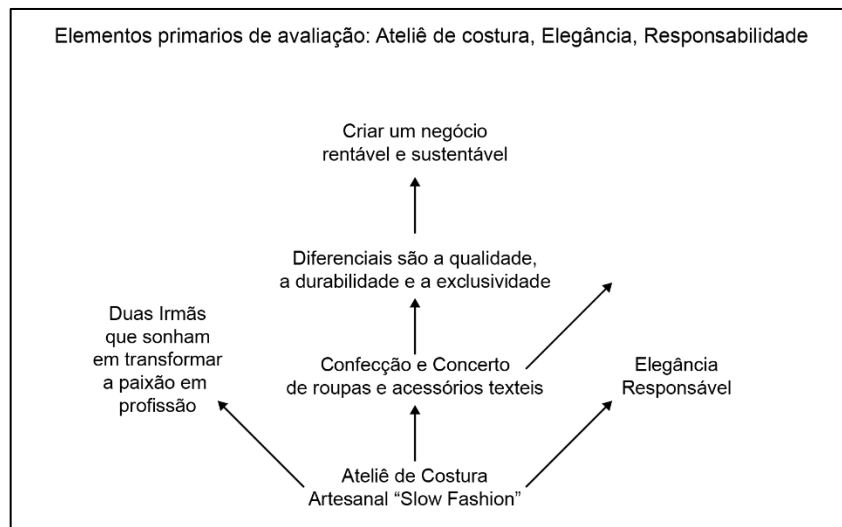 Elementos primarios de avaliação: Ateliê de costura, Elegância, Responsabilidade
Criar um negócio
rentável e sustentável
Diferenciais são a qualidade,
a durabilidade e a exclusividade
Duas Irmãs
que sonham
em transformar
a paixão em
profissão
Confecção e Concerto
de roupas e acessórios texteis
Elegância
Responsável
Ateliê de Costura
Artesanal “Slow Fashion”